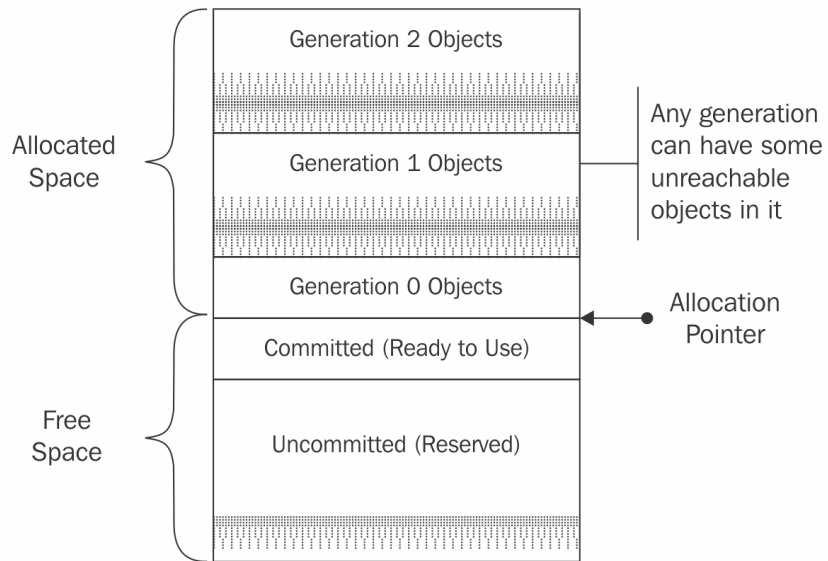 Generation 2 Objects
Allocated
Space
Generation 1 Objects
Any generation
can have some
unreachable
objects in it
Generation 0 Objects
Allocation
Pointer
Committed (Ready to Use)
Free
Space
Uncommitted (Reserved)